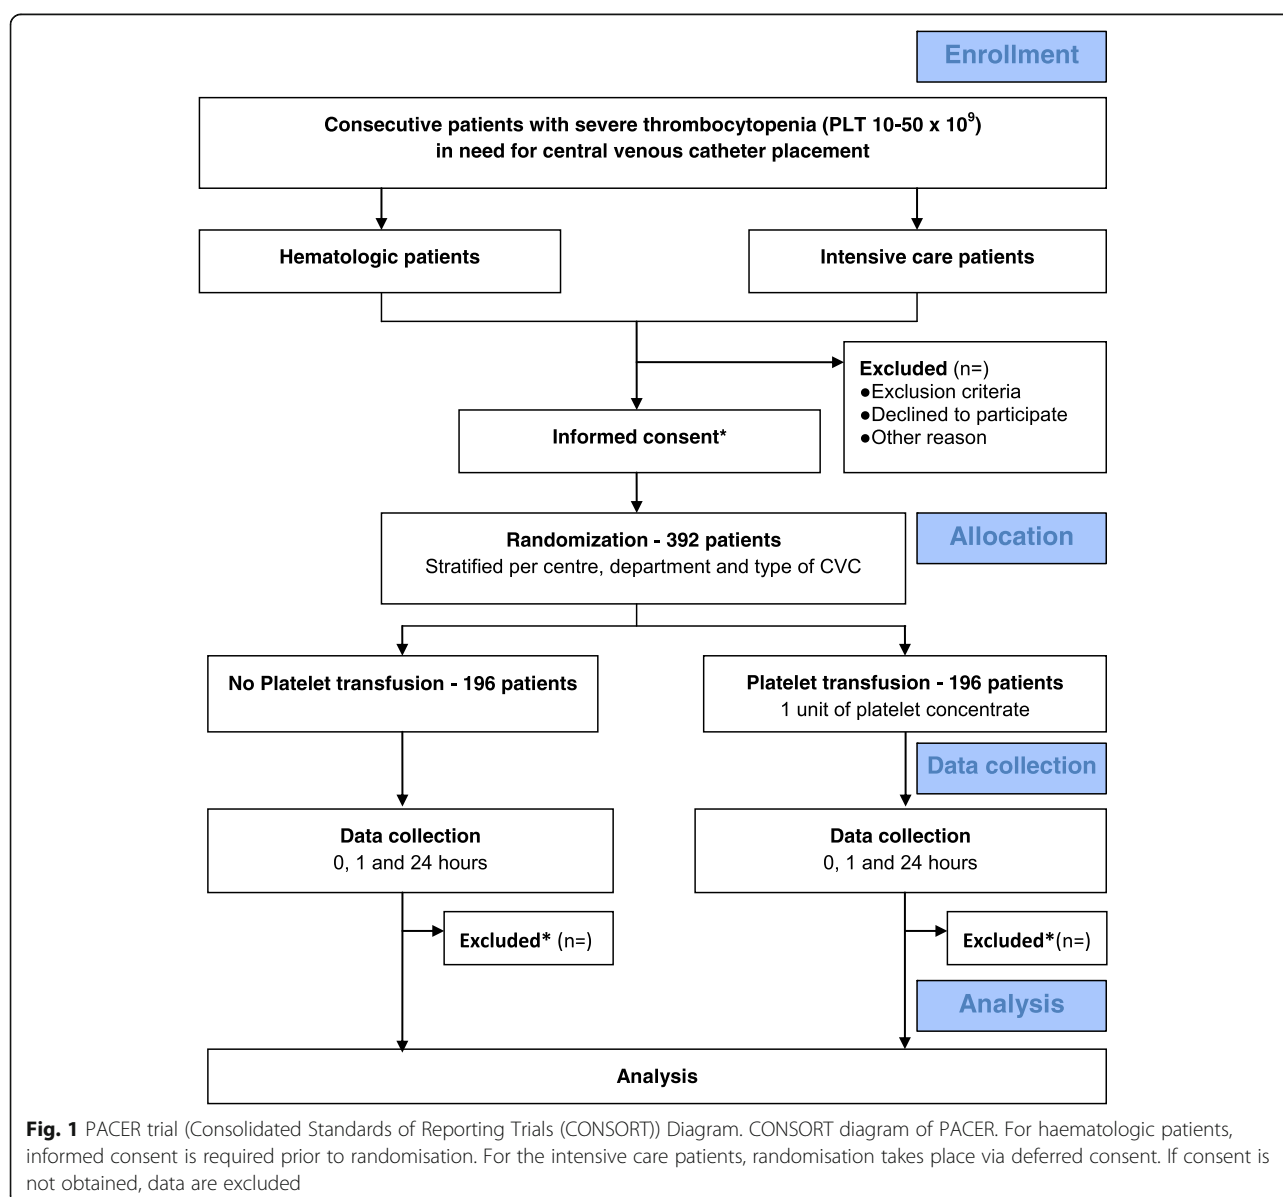 Enrollment
Consecutive patients with severe thrombocytopenia (PLT 10-50 x 10⁹)
in need for central venous catheter placement
Hematologic patients
Intensive care patients
Excluded (n=)
●Exclusion criteria
●Declined to participate
●Other reason
Informed consent*
Randomization - 392 patients
Stratified per centre, department and type of CVC
Allocation
No Platelet transfusion - 196 patients
Platelet transfusion - 196 patients
1 unit of platelet concentrate
Data collection
Data collection
0, 1 and 24 hours
Data collection
0, 1 and 24 hours
Excluded* (n=)
Excluded*(n=)
Analysis
Analysis
Fig. 1 PACER trial (Consolidated Standards of Reporting Trials (CONSORT)) Diagram. CONSORT diagram of PACER. For haematologic patients,
informed consent is required prior to randomisation. For the intensive care patients, randomisation takes place via deferred consent. If consent is
not obtained, data are excluded